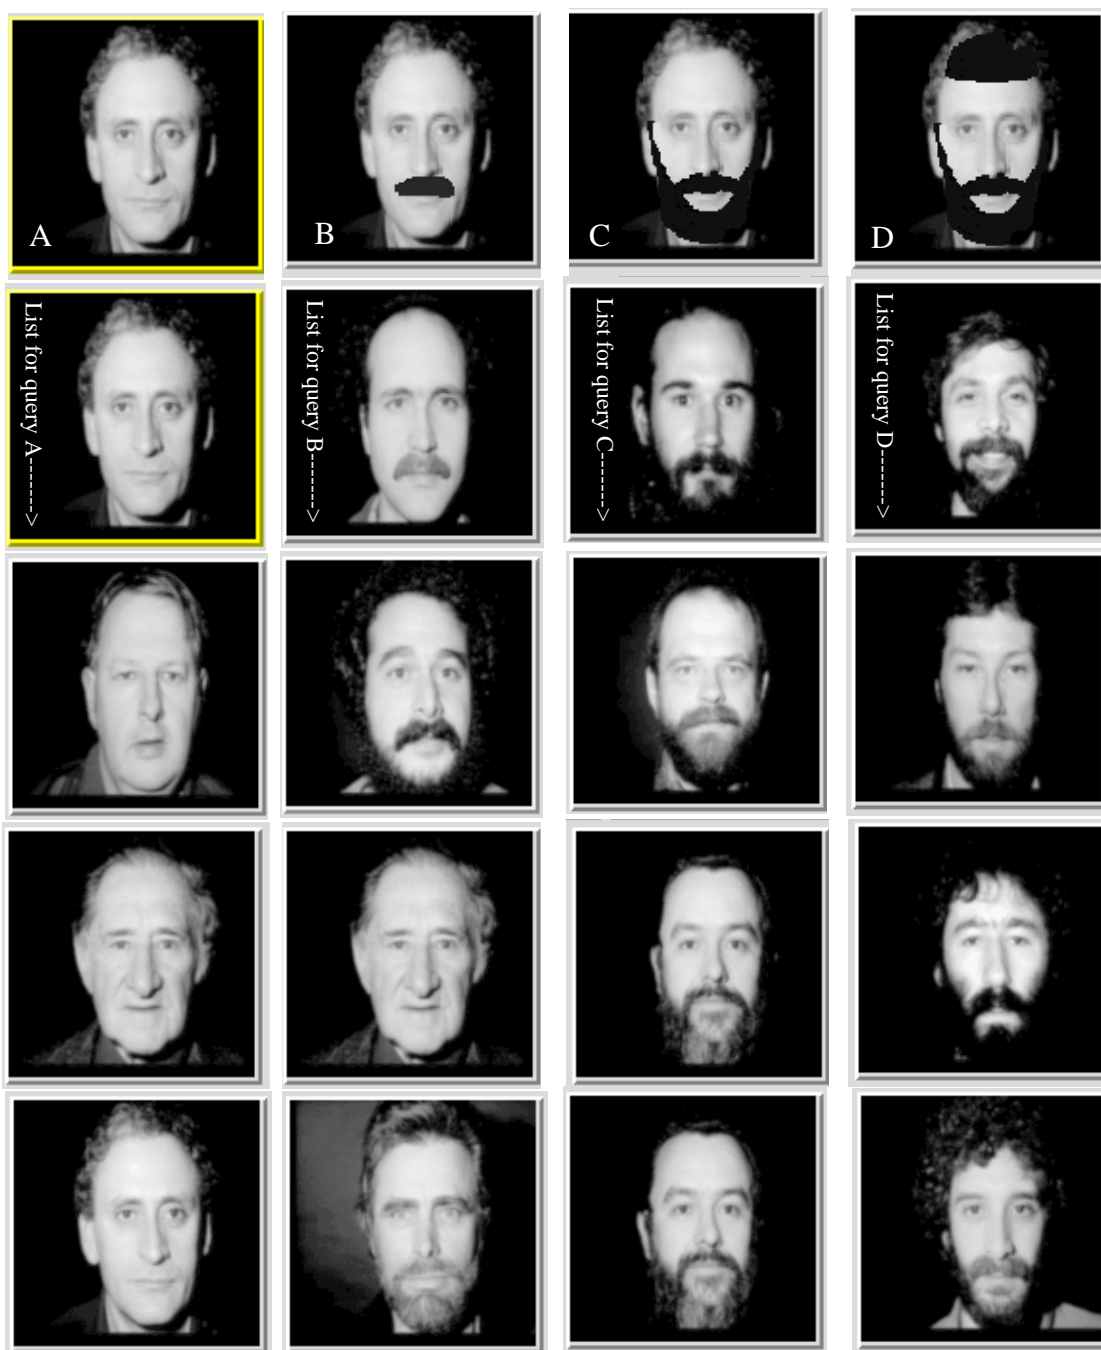 A
B
C
D
List for query A------->
List for query B------->
List for query C------->
List for query D------->